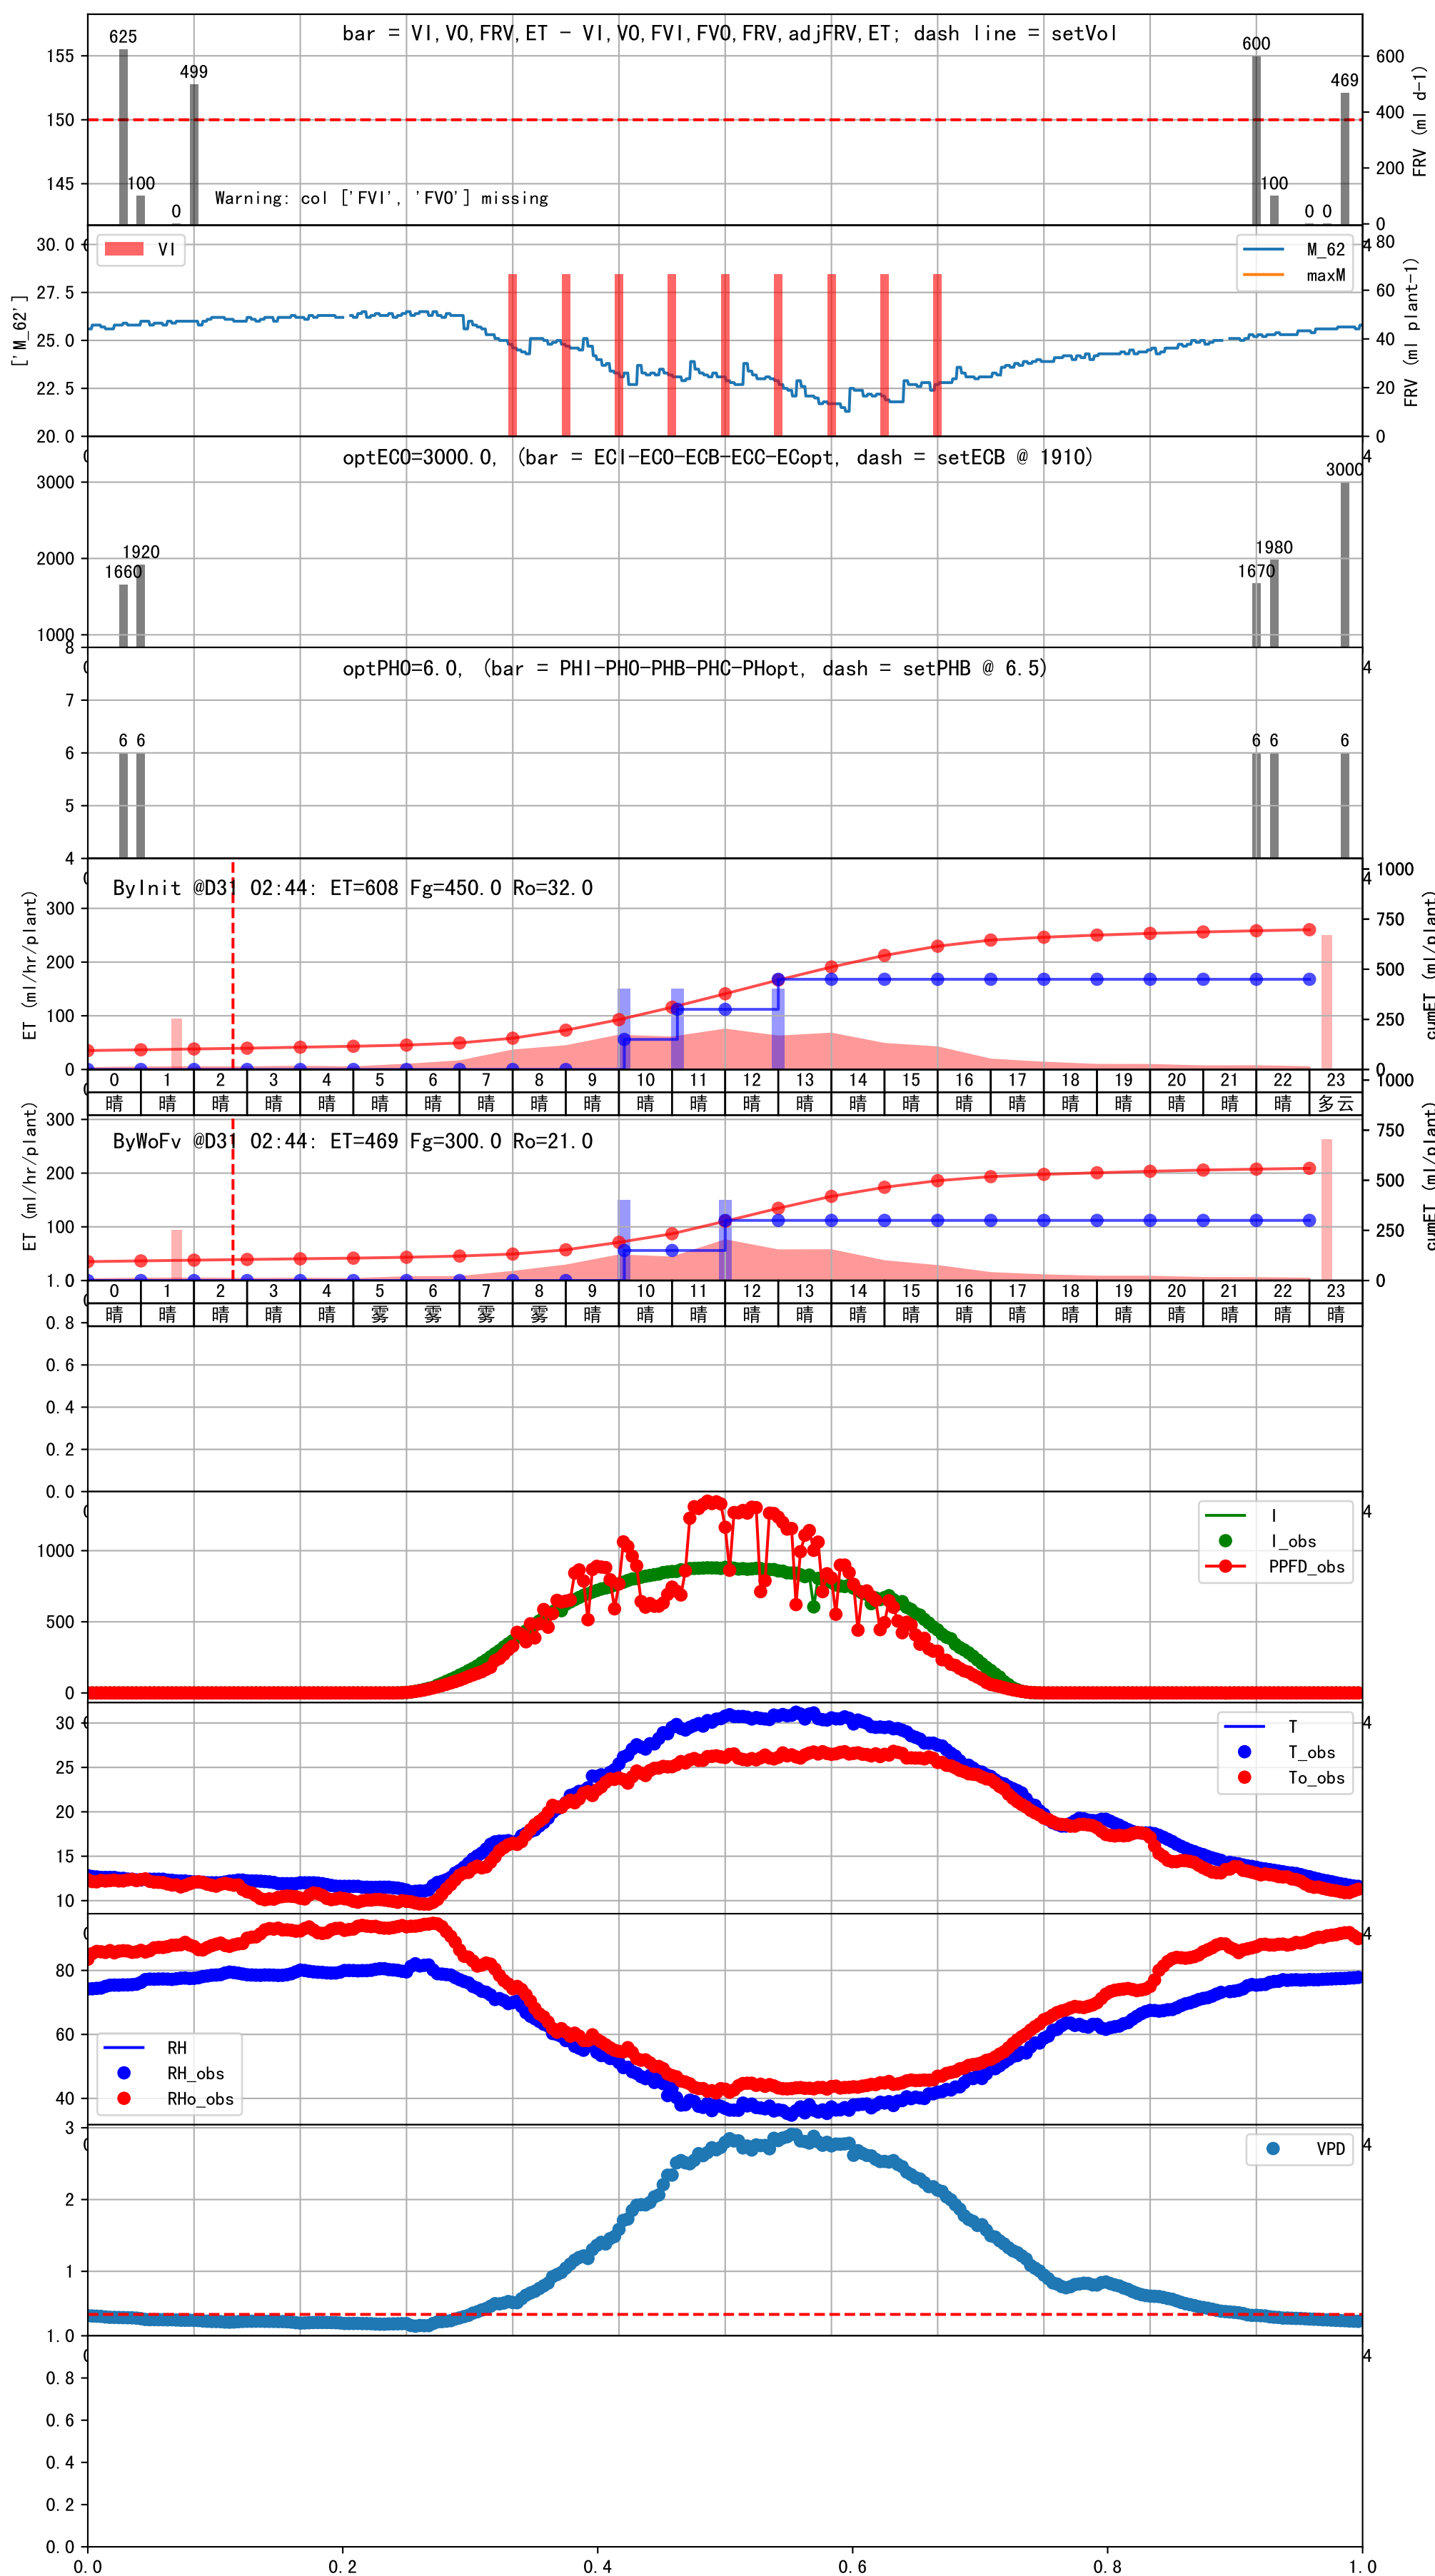 bar = VI,VO,FRV,ET - VI,VO,FVI,FVO,FRV,adjFRV,ET; dash line = setVol
625
100
0
499
600
100
0 0
469
Warning: col ['FVI', 'FVO'] missing
155
150
145
600
400
200
0
FRV (ml d-1)
VI
M_62
maxM
['M_62']
30.0
27.5
25.0
22.5
20.0
80
60
40
20
0
FRV (ml plant-1)
optECO=3000.0, (bar = ECI-ECO-ECB-ECC-ECopt, dash = setECB @ 1910)
3000
2000
1000
1660
1920
1670
1980
3000
4
optPHO=6.0, (bar = PHI-PHO-PHB-PHC-PHopt, dash = setPHB @ 6.5)
8
7
6
5
4
6 6
6 6
6
4
ByInit @D31 02:44: ET=608 Fg=450.0 Ro=32.0
ET (ml/hr/plant)
300
200
100
0
1000
750
500
250
0
cumET (ml/plant)
0 1 2 3 4 5 6 7 8 9 10 11 12 13 14 15 16 17 18 19 20 21 22 23
晴 晴 晴 晴 晴 晴 晴 晴 晴 晴 晴 晴 晴 晴 晴 晴 晴 晴 晴 晴 晴 晴 晴 多云
ByWoFv @D31 02:44: ET=469 Fg=300.0 Ro=21.0
ET (ml/hr/plant)
300
200
100
1000
750
500
250
0
cumET (ml/plant)
0 1 2 3 4 5 6 7 8 9 10 11 12 13 14 15 16 17 18 19 20 21 22 23
晴 晴 晴 晴 晴 雾 雾 雾 雾 晴 晴 晴 晴 晴 晴 晴 晴 晴 晴 晴 晴 晴 晴 晴
1.0
0.8
0.6
0.4
0.2
0.0
4
I
I_obs
PPFD_obs
1000
500
0
4
T
T_obs
To_obs
30
25
20
15
10
4
RH
RH_obs
RHo_obs
80
60
40
4
VPD
3
2
1
4
1.0
0.8
0.6
0.4
0.2
0.0
0.0 0.2 0.4 0.6 0.8 1.0